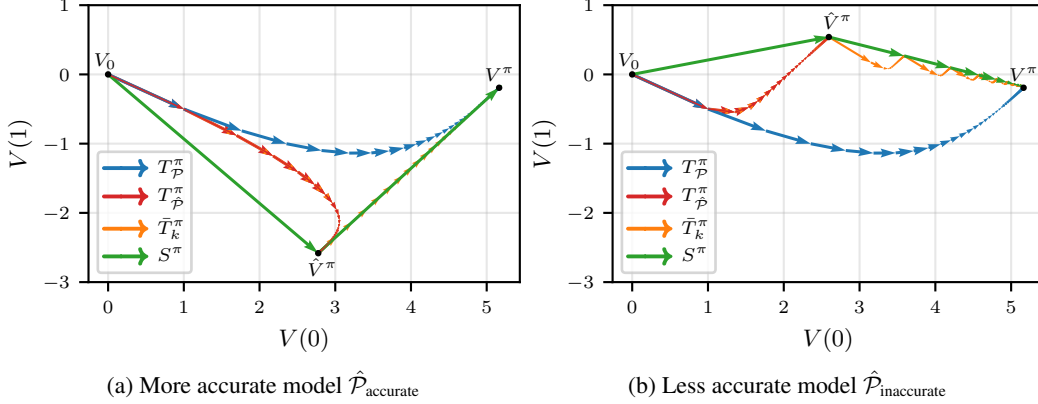 1
0
−1
−2
−3
V(1)
V₀
V^π
V̂^π
T^π_𝒫
T^π_𝒫̂
T̄^π_k
S^π
0 1 2 3 4 5
V(0)
(a) More accurate model 𝒫̂_accurate
1
0
−1
−2
−3
V(1)
V₀
V̂^π
V^π
T^π_𝒫
T^π_𝒫̂
T̄^π_k
S^π
0 1 2 3 4 5
V(0)
(b) Less accurate model 𝒫̂_inaccurate